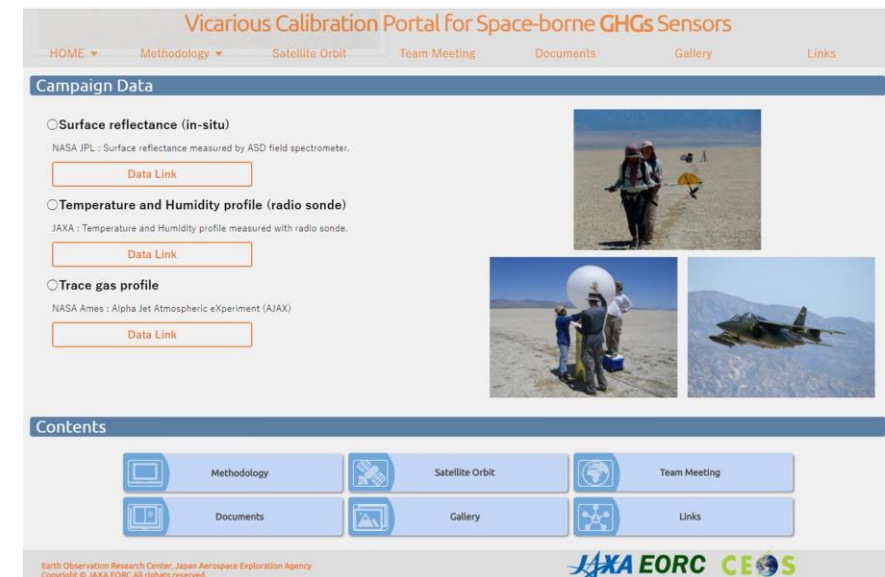 Vicarious Calibration Portal for Space-borne GHGs Sensors
HOME Methodology Satellite Orbit Team Meeting Documents Gallery Links
Campaign Data
○Surface reflectance (in-situ)
NASA JPL : Surface reflectance measured by ASD field spectrometer.
Data Link
○Temperature and Humidity profile (radio sonde)
JAXA : Temperature and Humidity profile measured with radio sonde.
Data Link
○Trace gas profile
NASA Ames : Alpha Jet Atmospheric eXperiment (AJAX)
Data Link
Contents
Methodology Satellite Orbit Team Meeting
Documents Gallery Links
Earth Observation Research Center, Japan Aerospace Exploration Agency
Copyright © JAXA EORC All righats reserved.
JAXA EORC CEOS